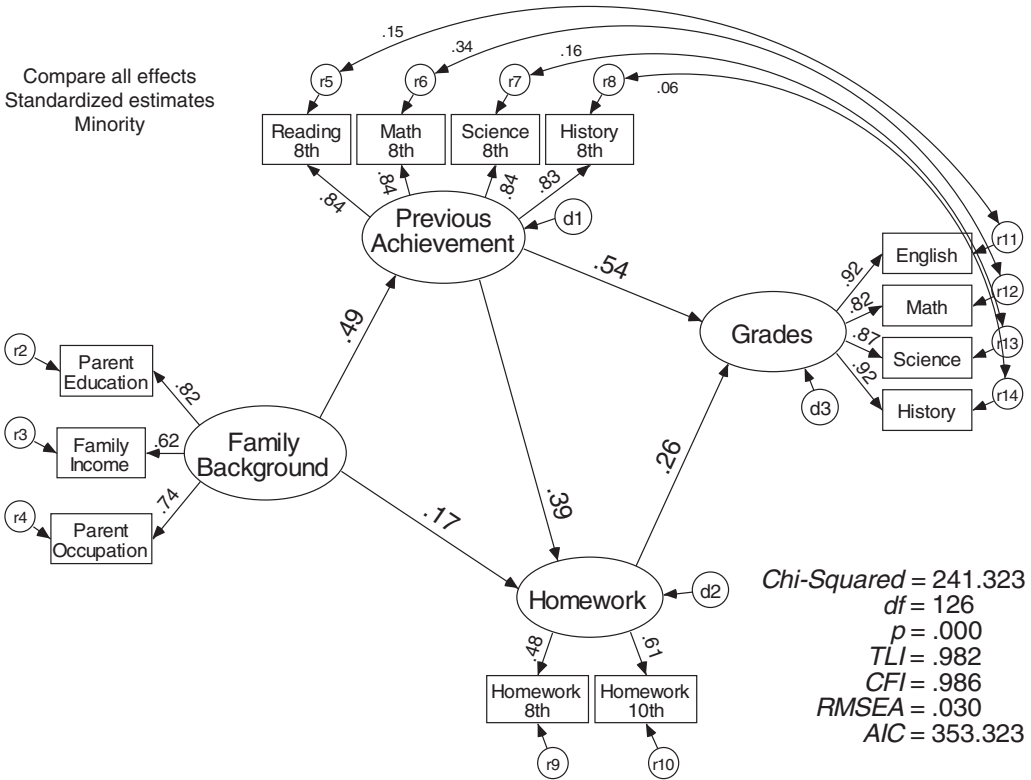 Compare all effects
Standardized estimates
Minority
.15
.34
.16
.06
r5
r6
r7
r8
Reading
8th
Math
8th
Science
8th
History
8th
.84
.84
.84
.83
Previous
Achievement
d1
.54
r11
r12
r13
r14
English
Math
Science
History
.92
.82
.87
.92
Grades
d3
.49
r2
Parent
Education
.82
r3
Family
Income
.62
r4
Parent
Occupation
.74
Family
Background
.17
.39
.26
Homework
d2
.48
.61
Homework
8th
Homework
10th
r9
r10
Chi-Squared = 241.323
df = 126
p = .000
TLI = .982
CFI = .986
RMSEA = .030
AIC = 353.323